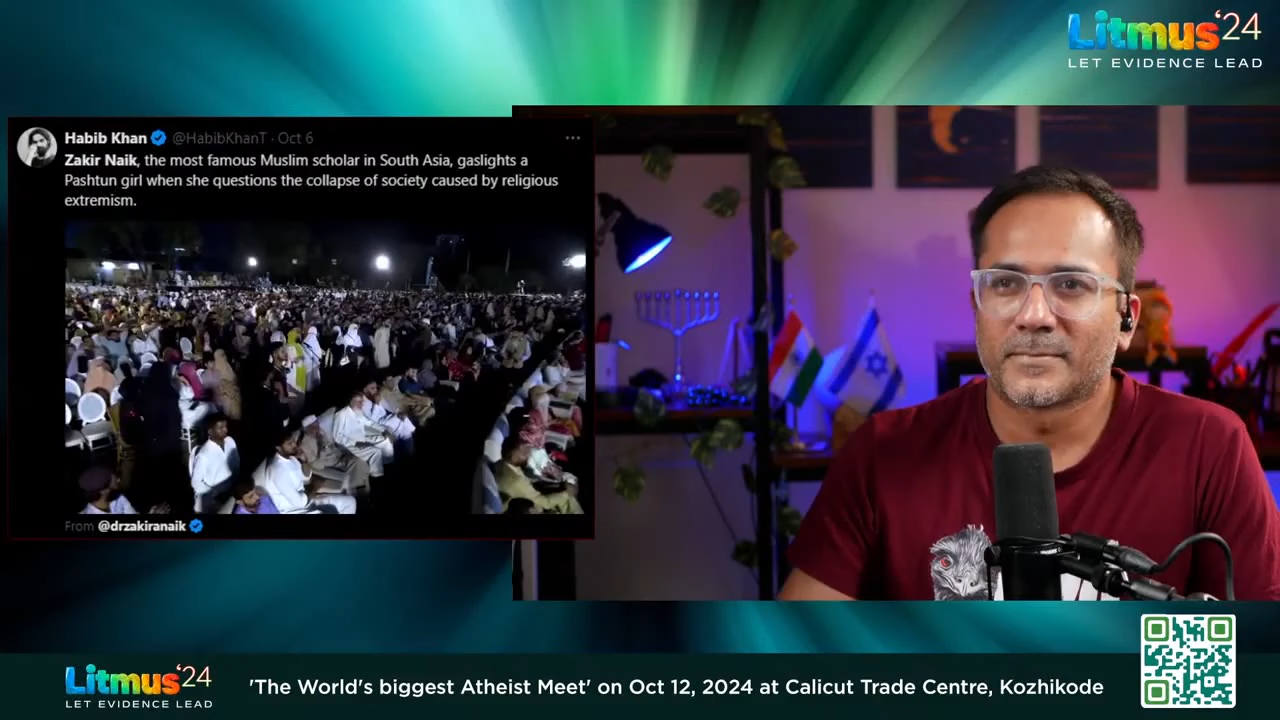 Litmus'24
LET EVIDENCE LEAD
Habib Khan @HabibKhanT · Oct 6
Zakir Naik, the most famous Muslim scholar in South Asia, gaslights a
Pashtun girl when she questions the collapse of society caused by religious
extremism.
From @drzakiranaik
Litmus'24
LET EVIDENCE LEAD
'The World's biggest Atheist Meet' on Oct 12, 2024 at Calicut Trade Centre, Kozhikode